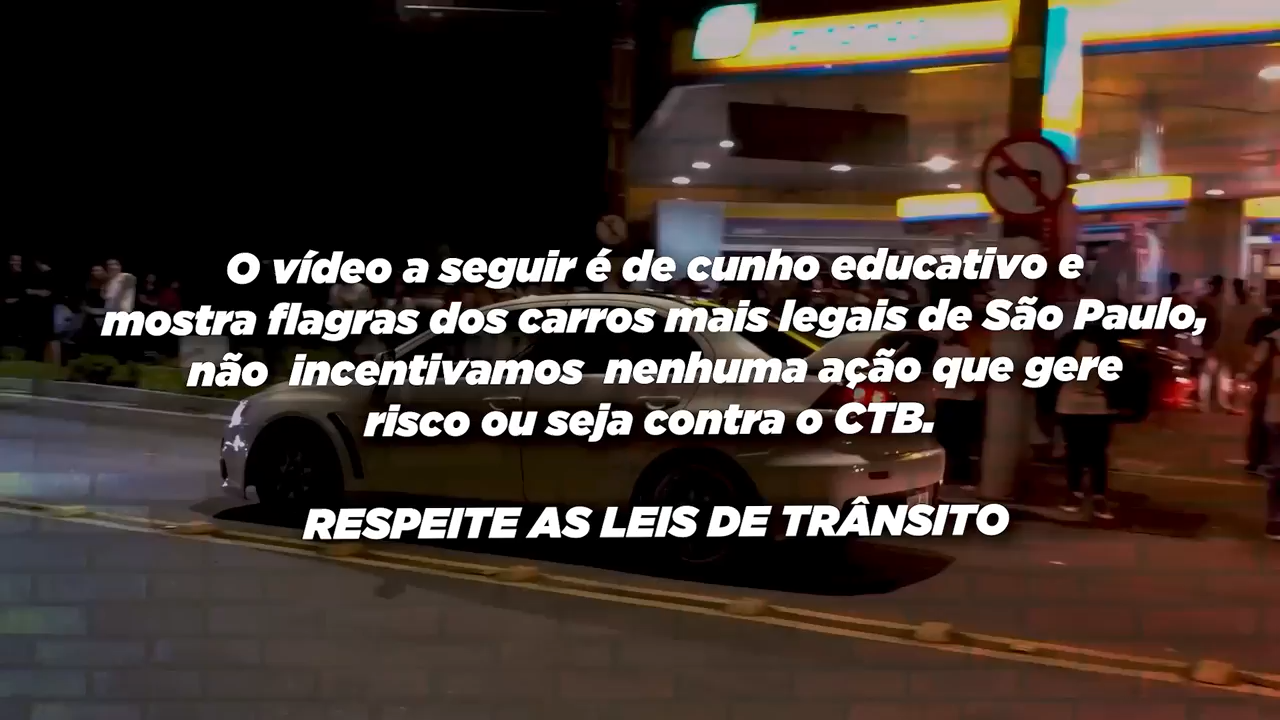 O vídeo a seguir é de cunho educativo e
mostra flagras dos carros mais legais de São Paulo,
não incentivamos nenhuma ação que gere
risco ou seja contra o CTB.
RESPEITE AS LEIS DE TRÂNSITO